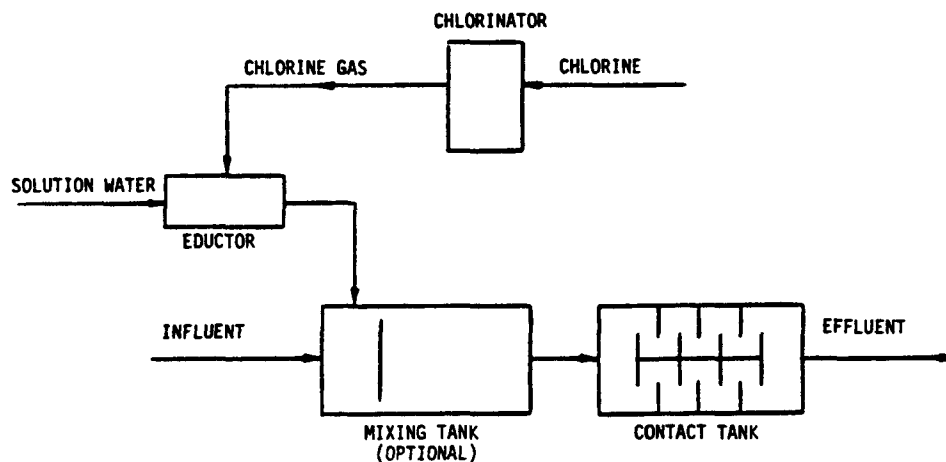 CHLORINATOR
CHLORINE GAS
CHLORINE
SOLUTION WATER
EDUCTOR
INFLUENT
EFFLUENT
MIXING TANK
(OPTIONAL)
CONTACT TANK